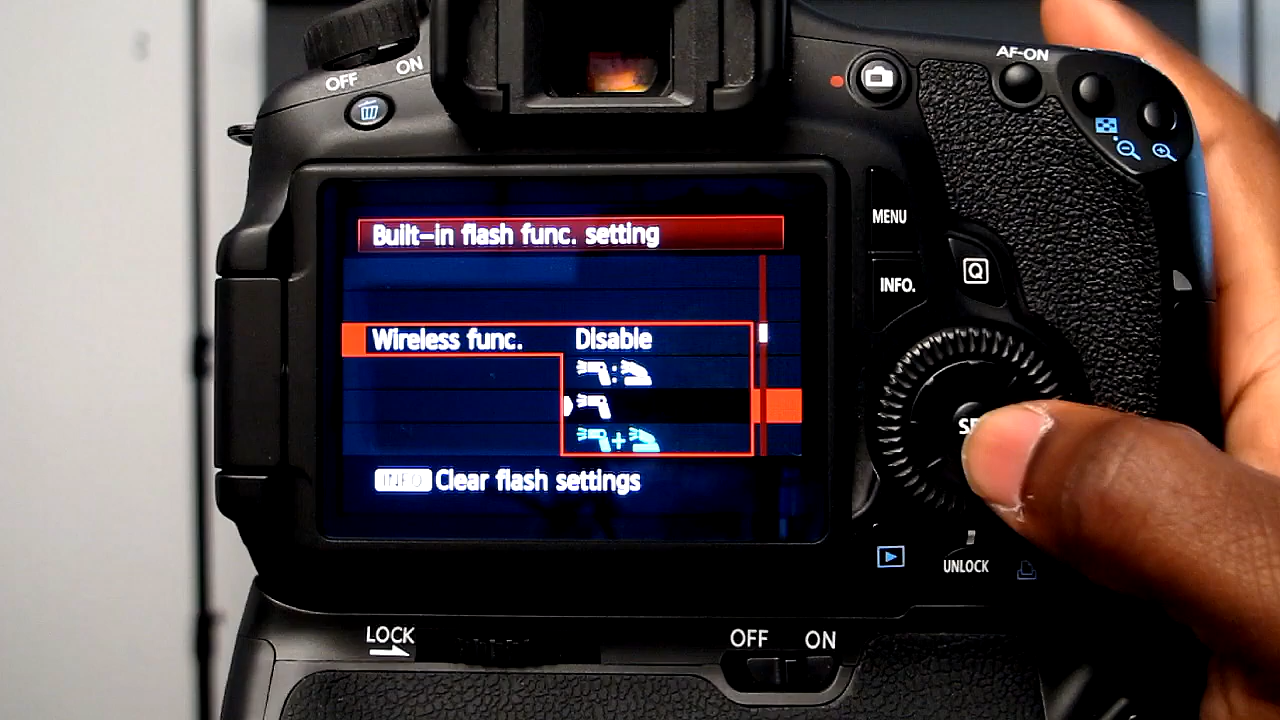 OFF ON
AF-ON
Built-in flash func. setting
MENU
Q
INFO.
Wireless func. Disable
:
+
INFO Clear flash settings
UNLOCK
LOCK
OFF ON